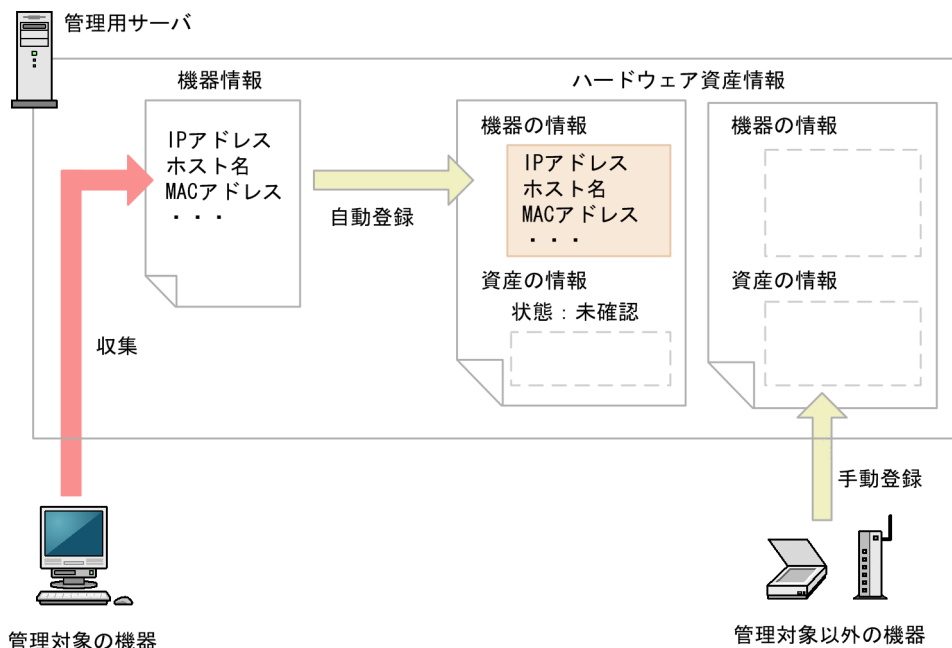 管理用サーバ
機器情報
ハードウェア資産情報
IPアドレス
ホスト名
MACアドレス
・・・
自動登録
機器の情報
IPアドレス
ホスト名
MACアドレス
・・・
資産の情報
状態：未確認
機器の情報
資産の情報
収集
手動登録
管理対象の機器
管理対象以外の機器